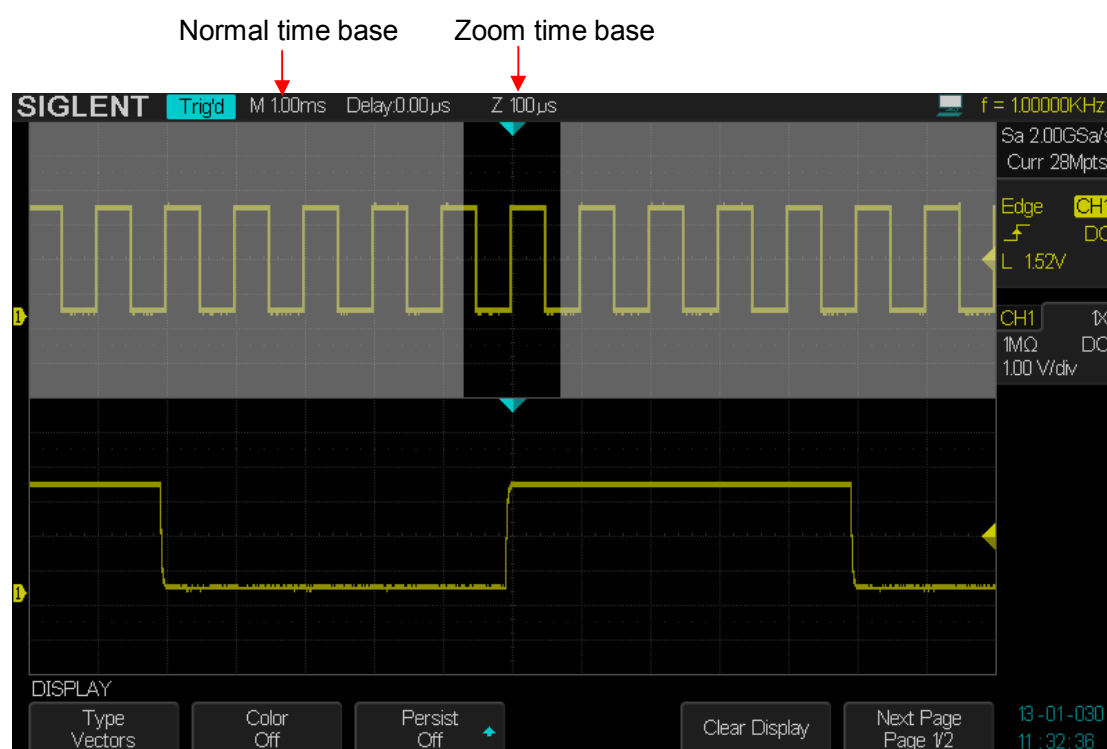 Normal time base Zoom time base
SIGLENT Trig'd M 1.00ms Delay:0.00µs Z 100µs f = 1.00000KHz
Sa 2.00GSa/s
Curr 28Mpts
Edge CH1
DC
L 1.52V
1
CH1 1X
1MΩ DC
1.00 V/div
1
DISPLAY
Type Color Persist Clear Display Next Page
Vectors Off Off Page 1/2
13-01-030
11:32:36